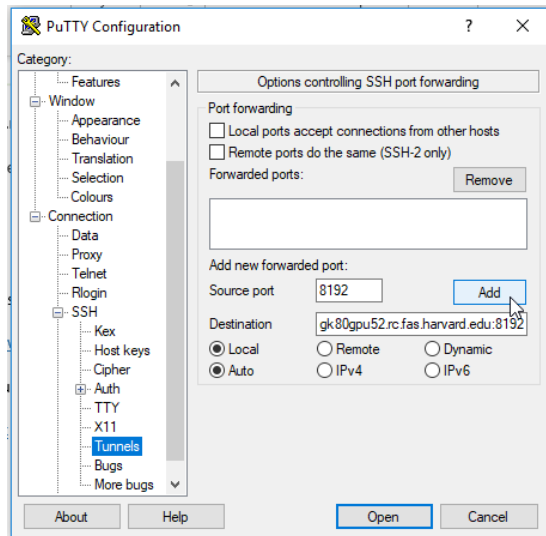 PuTTY Configuration ? ×
Category:
Features
Window
Appearance
Behaviour
Translation
Selection
Colours
Connection
Data
Proxy
Telnet
Rlogin
SSH
Kex
Host keys
Cipher
Auth
TTY
X11
Tunnels
Bugs
More bugs
Options controlling SSH port forwarding
Port forwarding
Local ports accept connections from other hosts
Remote ports do the same (SSH-2 only)
Forwarded ports: Remove
Add new forwarded port:
Source port 8192 Add
Destination gk80gpu52.rc.fas.harvard.edu:8192
Local Remote Dynamic
Auto IPv4 IPv6
About Help Open Cancel